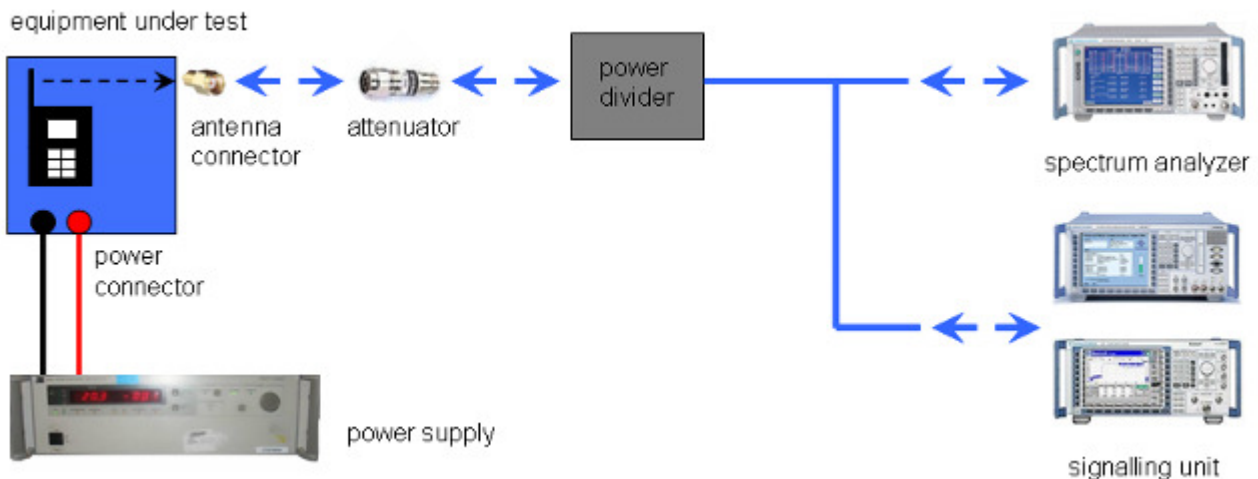 equipment under test
antenna
connector
attenuator
power
divider
spectrum analyzer
power
connector
power supply
signalling unit